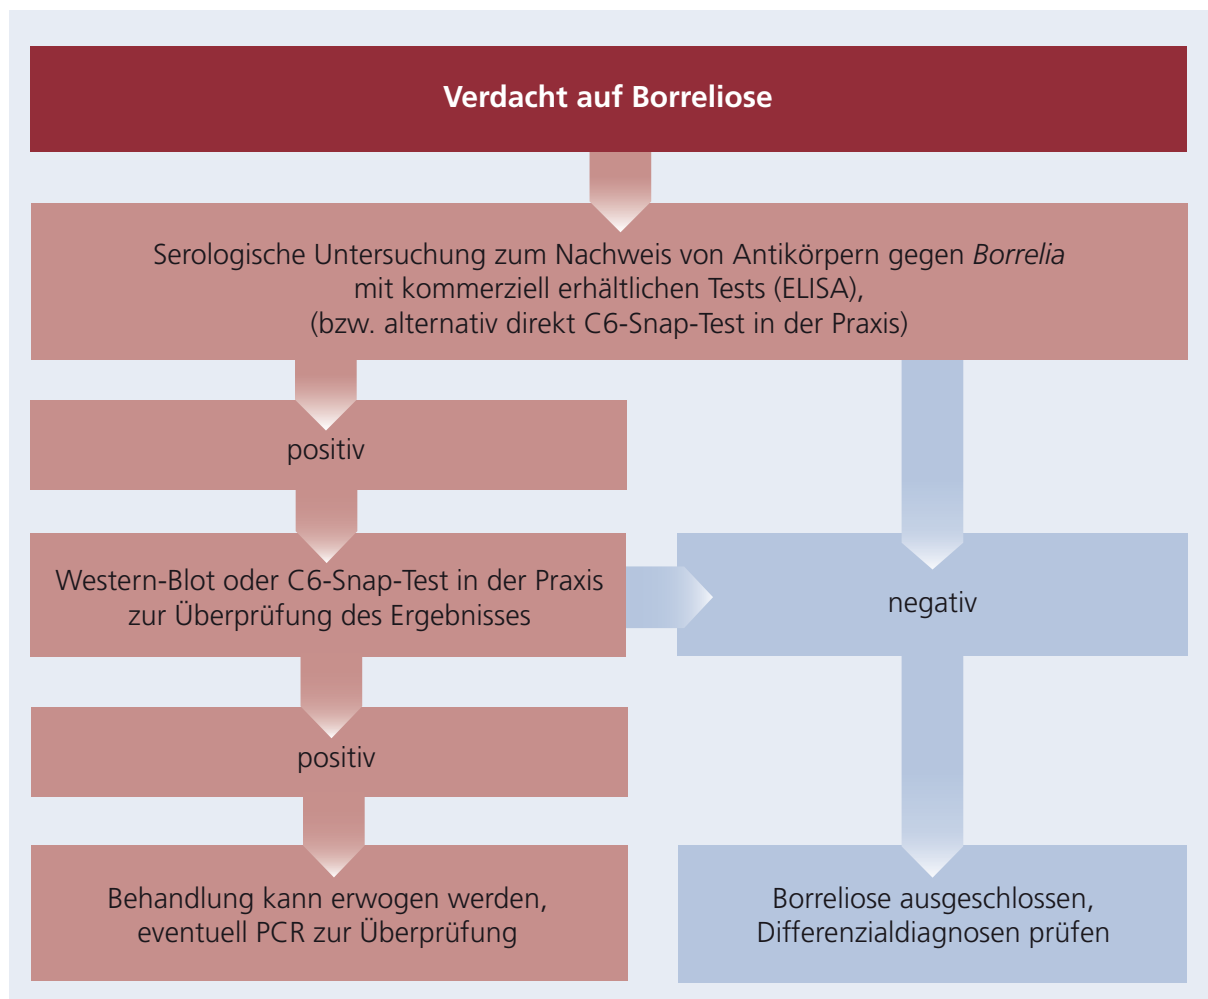 Verdacht auf Borreliose
Serologische Untersuchung zum Nachweis von Antikörpern gegen Borrelia
mit kommerziell erhältlichen Tests (ELISA),
(bzw. alternativ direkt C6-Snap-Test in der Praxis)
positiv
Western-Blot oder C6-Snap-Test in der Praxis
zur Überprüfung des Ergebnisses
negativ
positiv
Behandlung kann erwogen werden,
eventuell PCR zur Überprüfung
Borreliose ausgeschlossen,
Differenzialdiagnosen prüfen